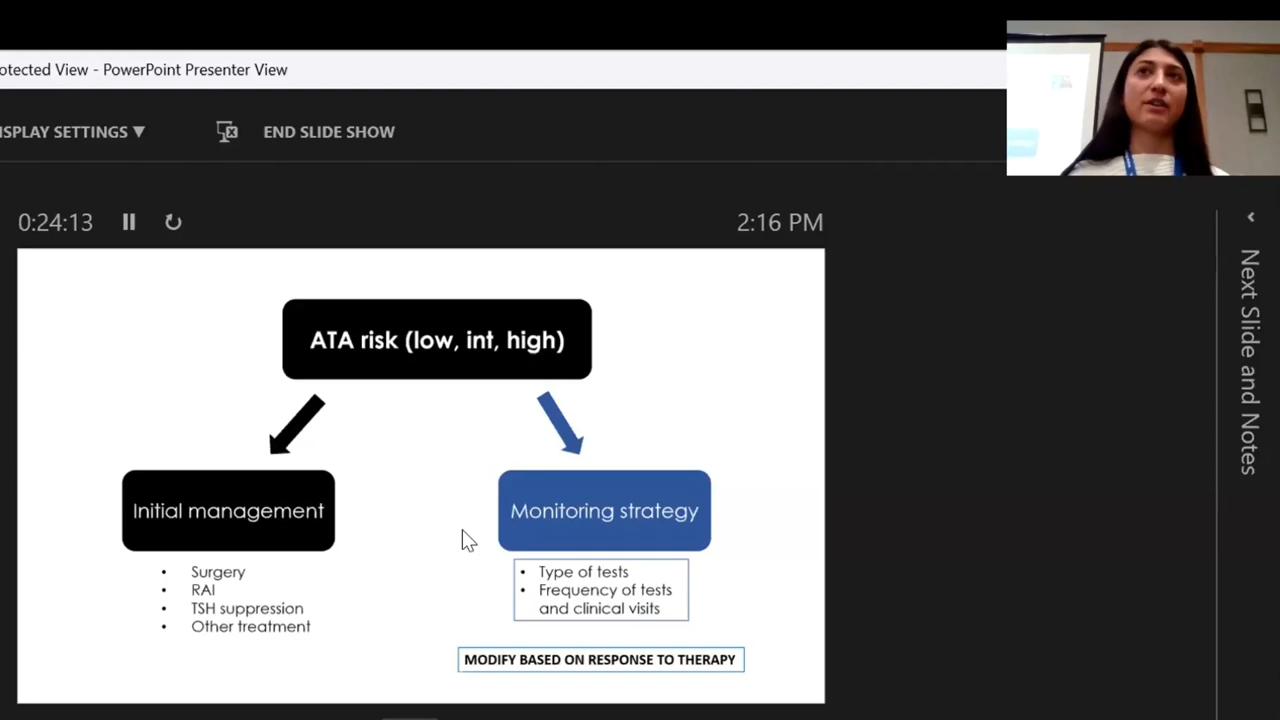 otected View - PowerPoint Presenter View
ISPLAY SETTINGS ▼
END SLIDE SHOW
0:24:13
2:16 PM
ATA risk (low, int, high)
Initial management
Monitoring strategy
• Surgery
• RAI
• TSH suppression
• Other treatment
• Type of tests
• Frequency of tests
and clinical visits
MODIFY BASED ON RESPONSE TO THERAPY
Next Slide and Notes